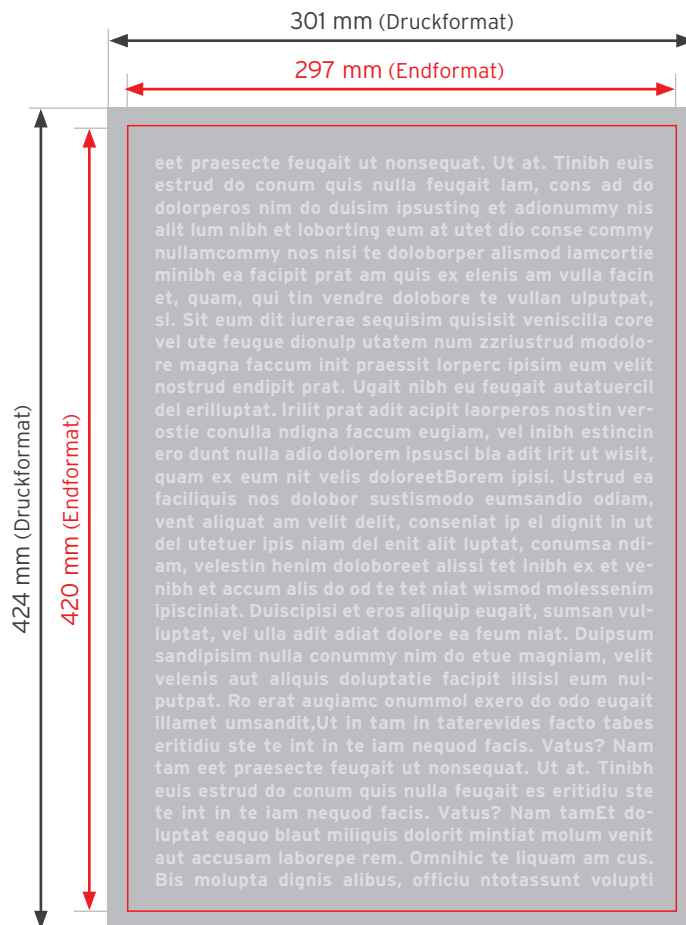 301 mm (Druckformat)
297 mm (Endformat)
424 mm (Druckformat)
420 mm (Endformat)
eet praesecte feugait ut nonsequat. Ut at. Tinibh euis
estrud do conum quis nulla feugait lam, cons ad do
dolorperos nim do duisim ipsusting et adionummy nis
alit lum nibh et loborting eum at utet dio conse commy
nullamcommy nos nisi te doloborper alismod iamcortie
minibh ea facipit prat am quis ex elenis am vulla facin
et, quam, qui tin vendre dolobore te vullan ulputpat,
si. Sit eum dit iurerae sequisim quisisit veniscilla core
vel ute feugue dionulp utatem num zzriustrud modolo-
re magna faccum init praessit lorperc ipisim eum velit
nostrud endipit prat. Ugait nibh eu feugait autatuercil
del erilluptat. Irilit prat adit acipit laorperos nostin ver-
ostie conulla ndigna faccum eugiam, vel inibh estincin
ero dunt nulla adio dolorem ipsusci bla adit irit ut wisit,
quam ex eum nit velis doloreetBorem ipisi. Ustrud ea
faciliquis nos dolobor sustismodo eumsandio odiam,
vent aliquat am velit delit, conseniat ip el dignit in ut
del utetuer ipis niam del enit alit luptat, conumsa ndi-
am, velestin henim doloboreet alissi tet inibh ex et ve-
nibh et accum alis do od te tet niat wismod molessenim
ipisciniat. Duiscipisi et eros aliqup eugait, sumsan vul-
luptat, vel ulla adit adiat dolore ea feum niat. Duipsum
sandipisim nulla conummy nim do etue magniam, velit
velenis aut aliquis doluptatie facipit ilisisl eum nul-
putpat. Ro erat augiamc onummol exero do odo eugait
illamet umsandit,Ut in tam in taterevides facto tabes
eritidiu ste te int in te iam nequod facis. Vatus? Nam
tam eet praesecte feugait ut nonsequat. Ut at. Tinibh
euis estrud do conum quis nulla feugait es eritidiu ste
te int in te iam nequod facis. Vatus? Nam tamEt do-
luptat eaquo blaut miliquis dolorit mintiat molum venit
aut accusam laborepe rem. Omnihic te liquam am cus.
Bis molupta dignis alibus, officiu ntotassunt volupti